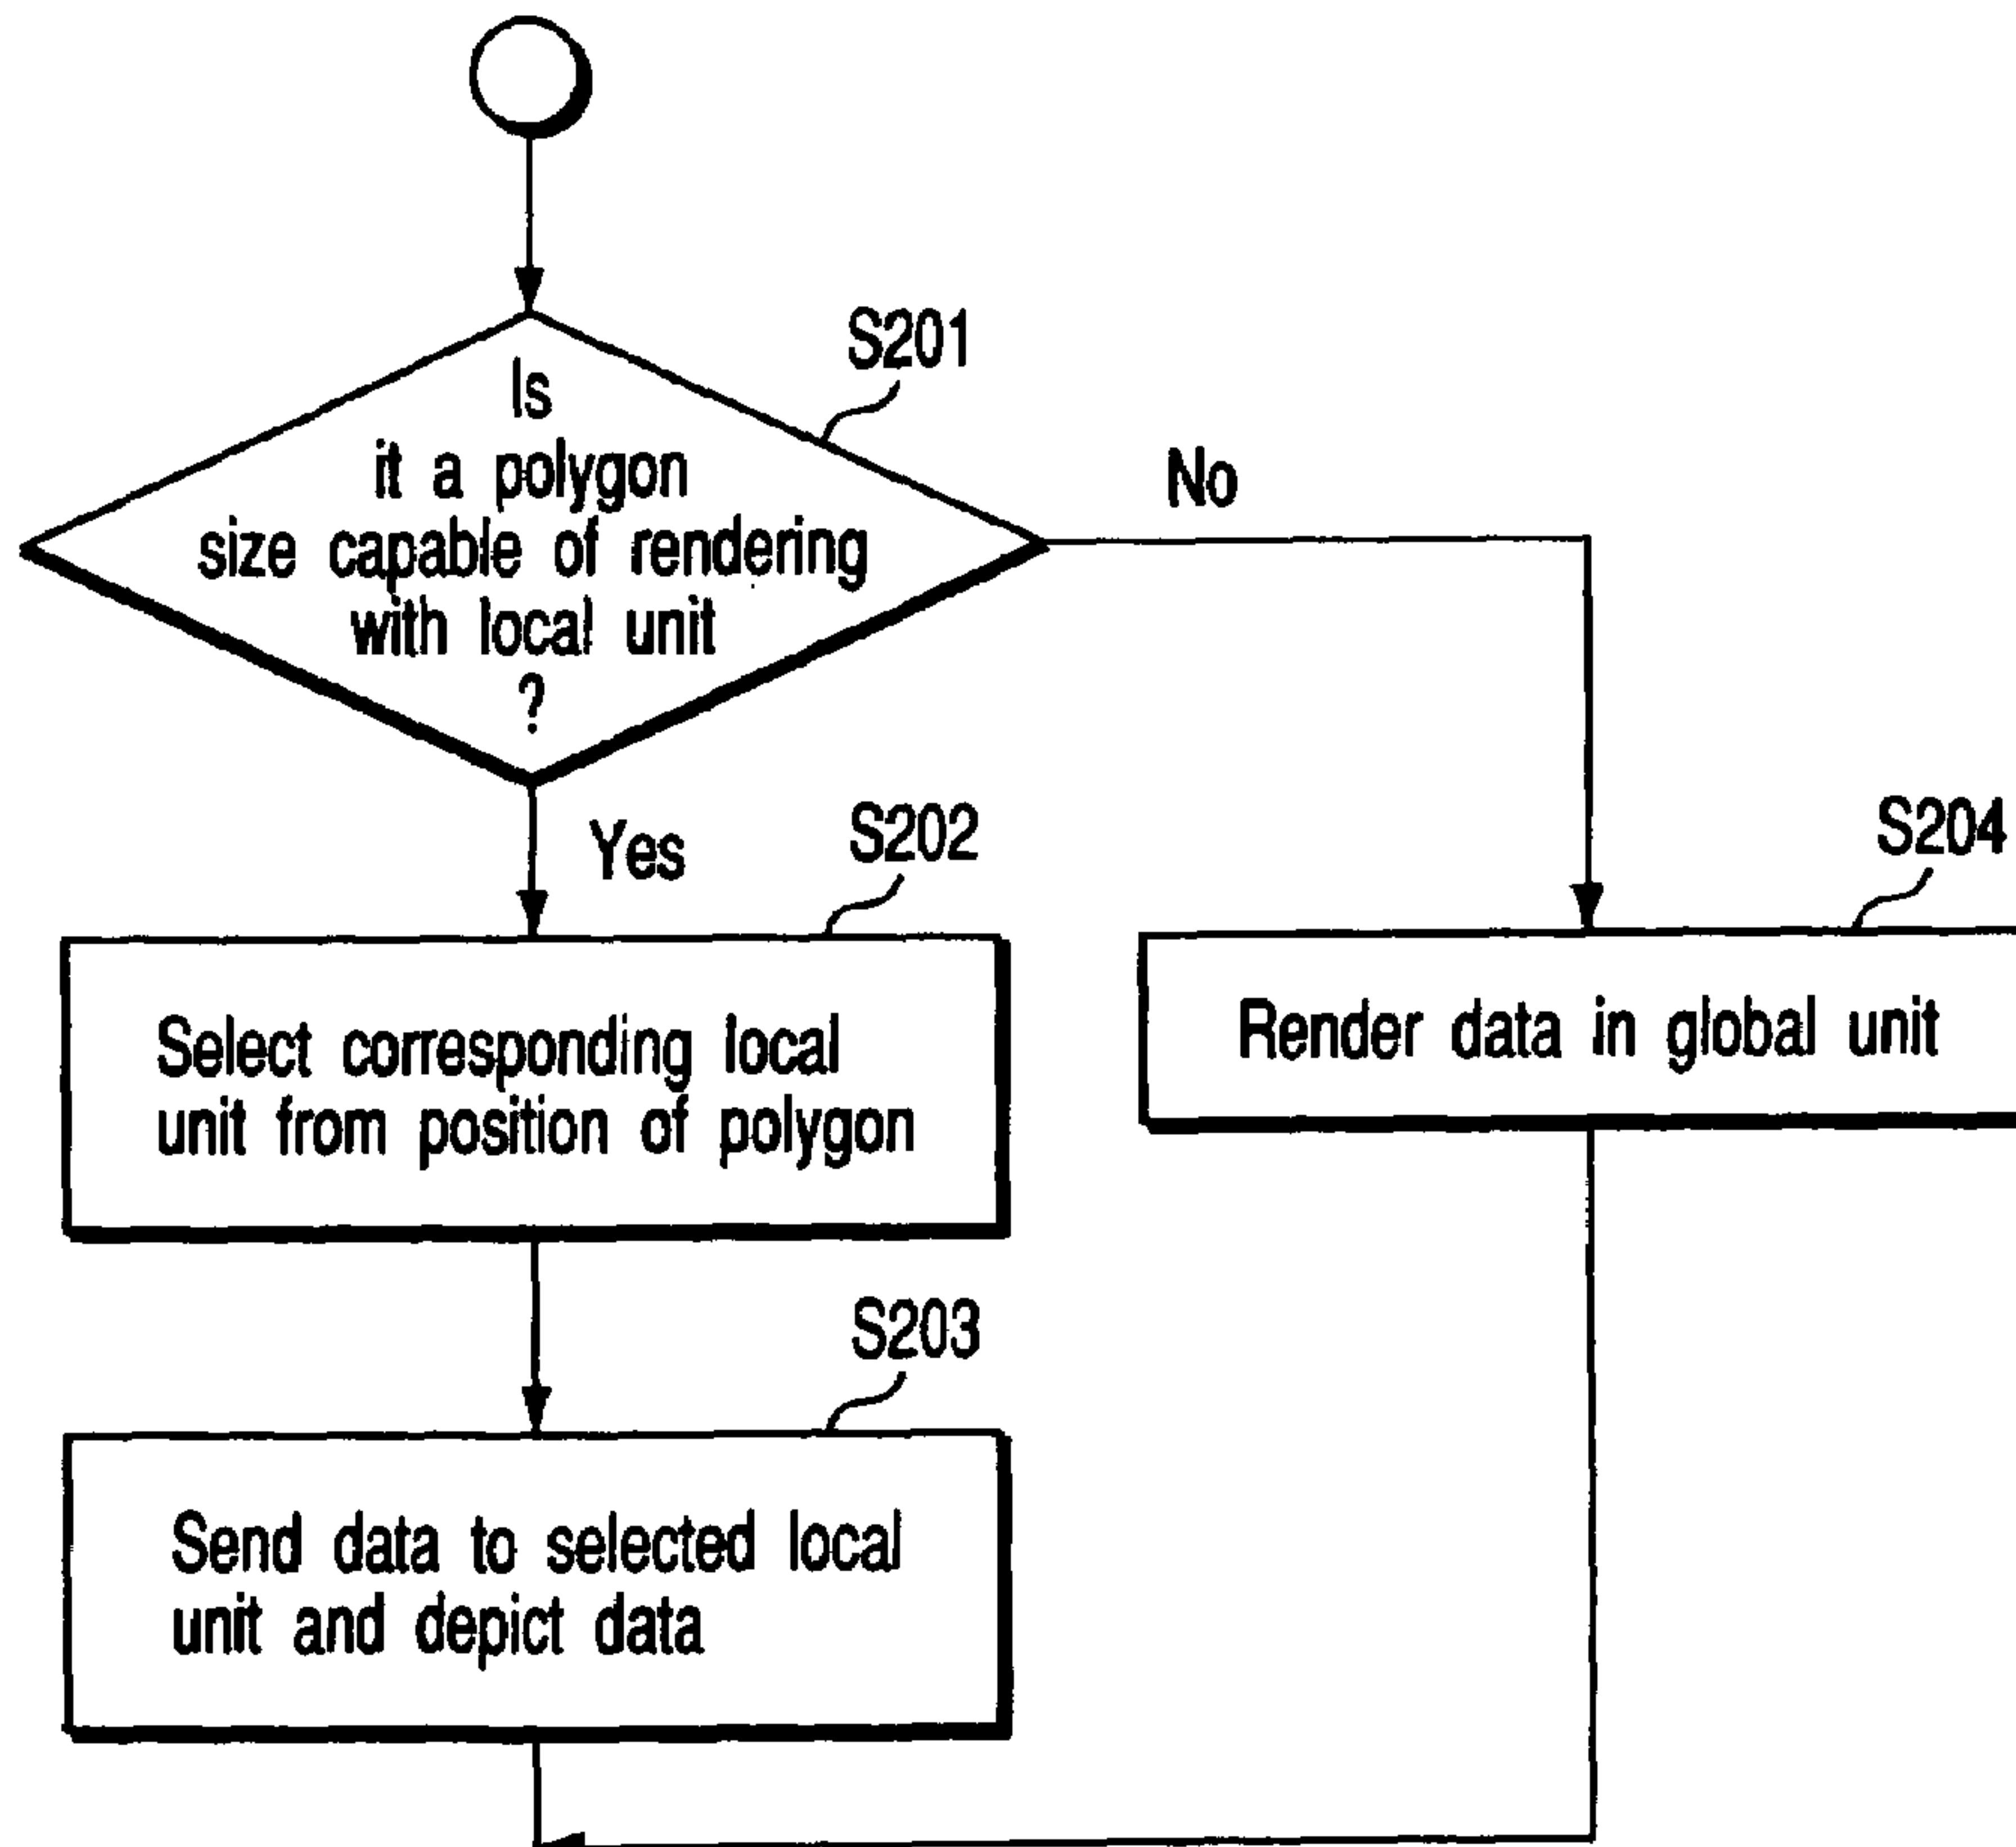 S201
Is
it a polygon
size capable of rendering
with local unit
?
No
Yes
S202
Select corresponding local
unit from position of polygon
S204
Render data in global unit
S203
Send data to selected local
unit and depict data